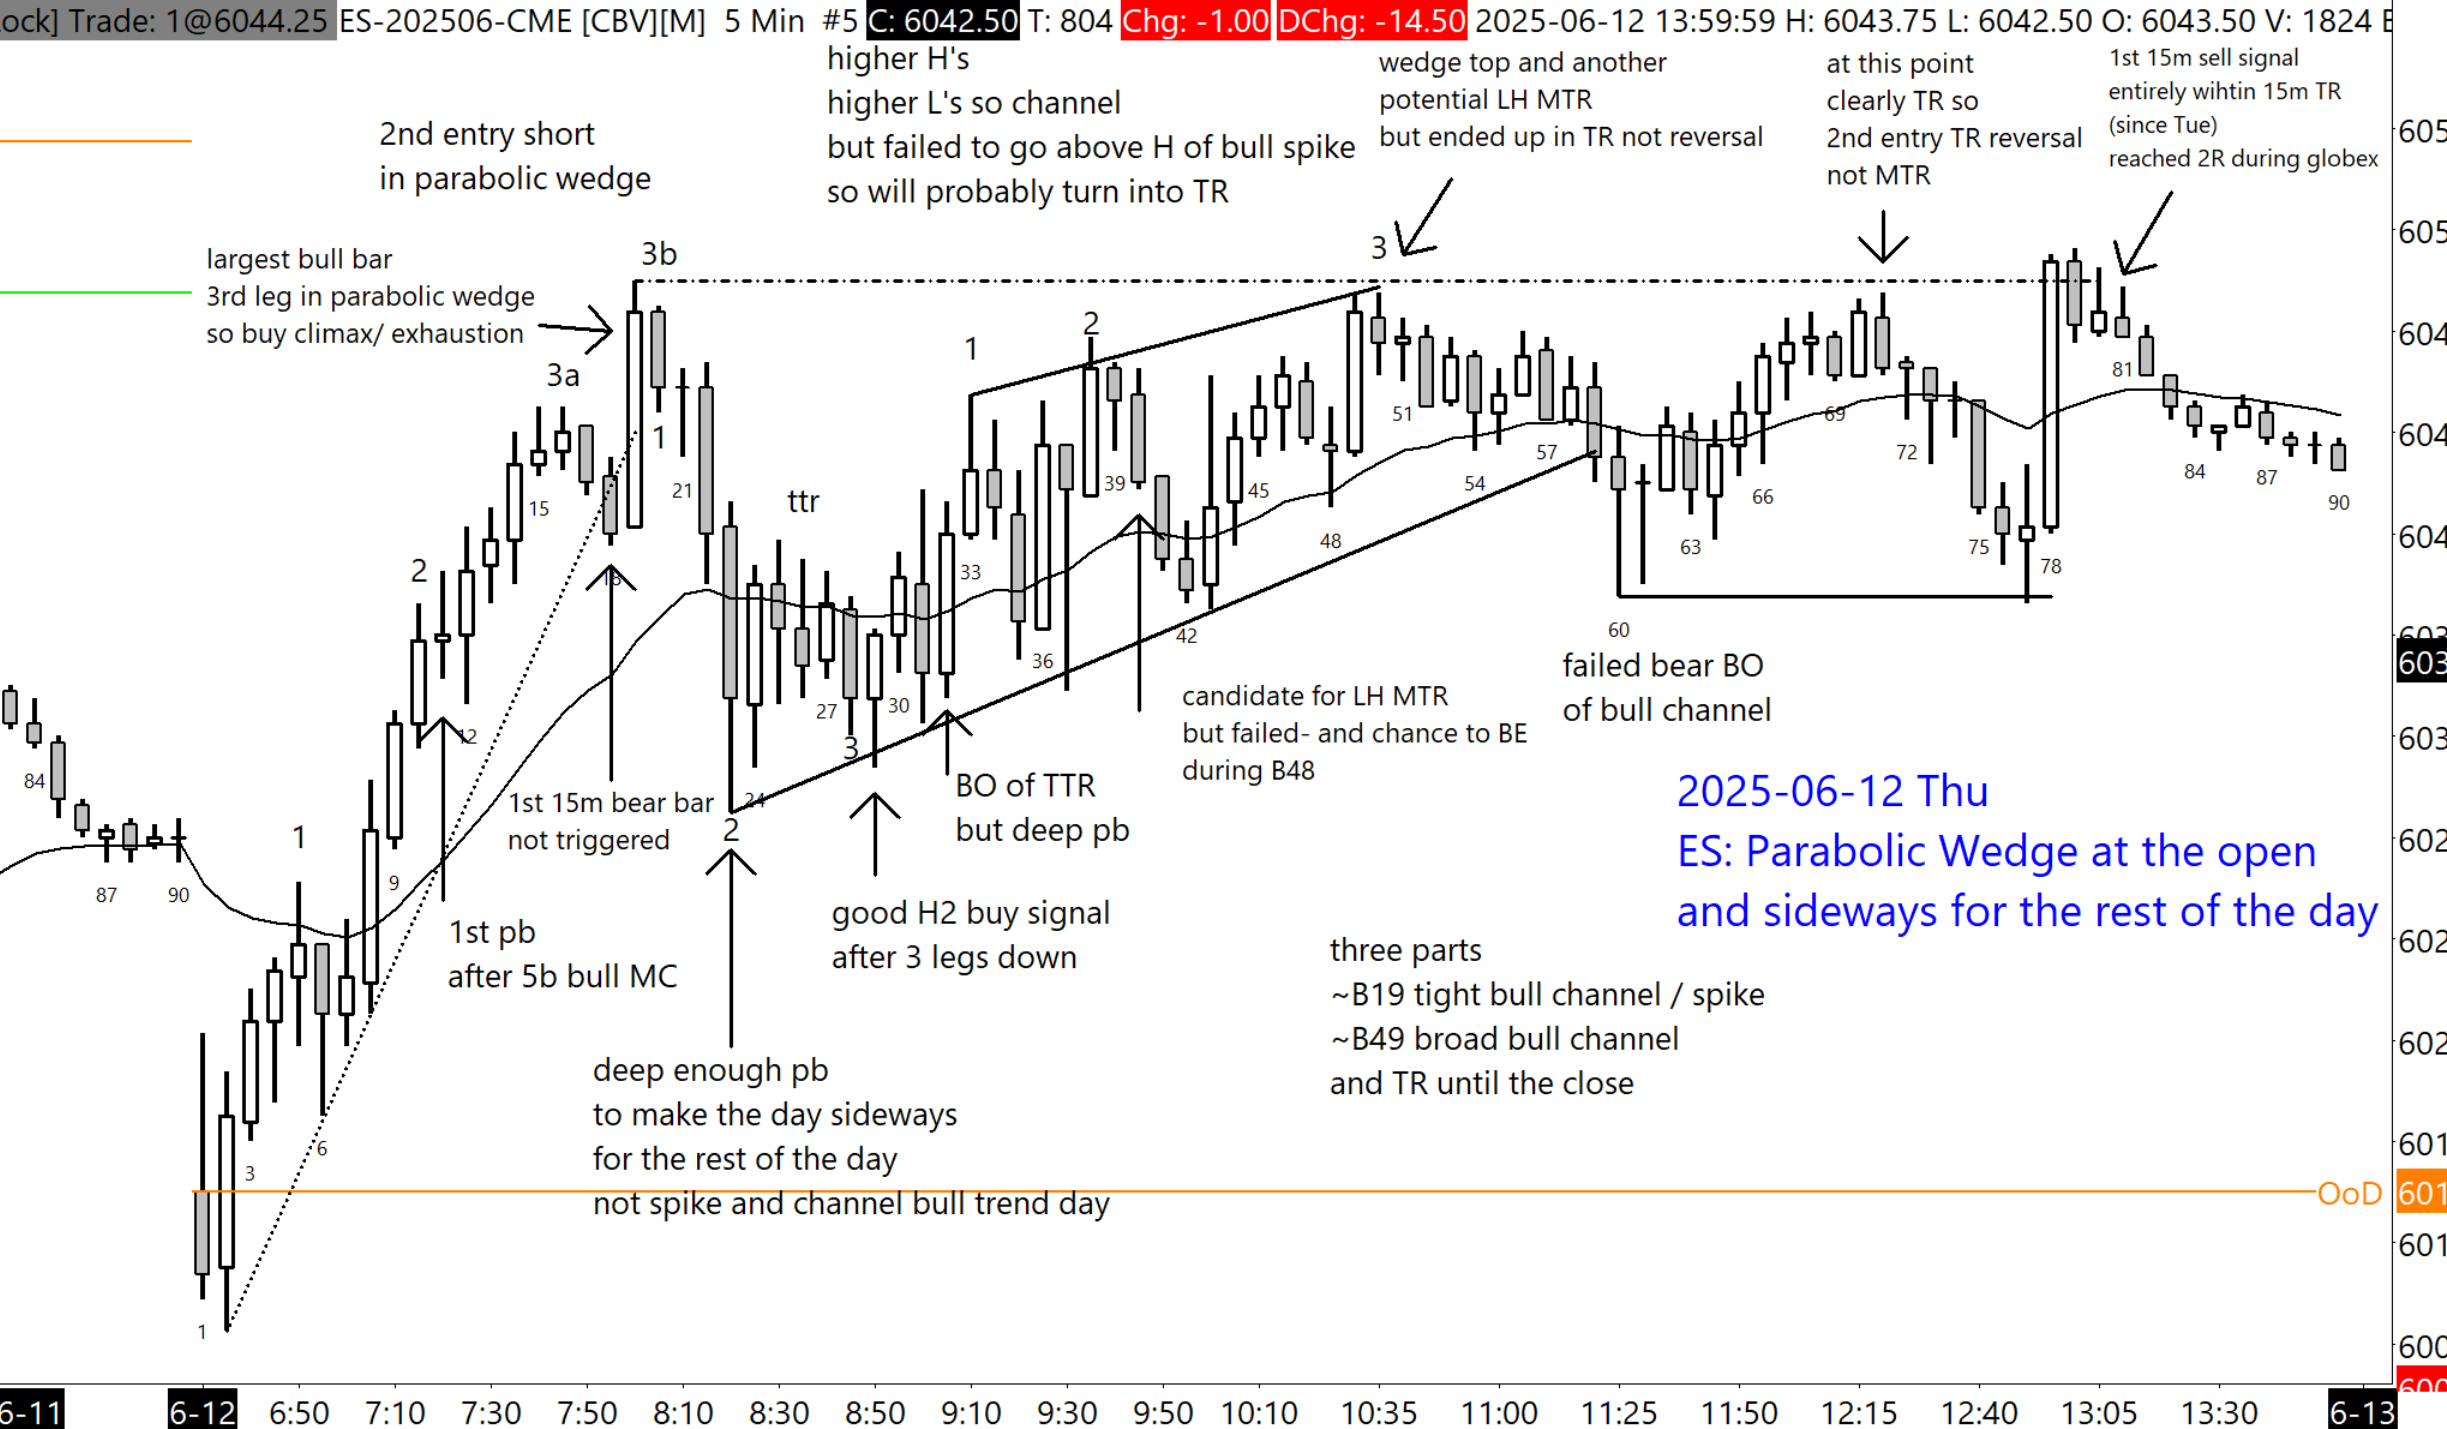 ock] Trade: 1@6044.25 ES-202506-CME [CBV][M] 5 Min #5 C: 6042.50 T: 804 Chg: -1.00 DChg: -14.50 2025-06-12 13:59:59 H: 6043.75 L: 6042.50 O: 6043.50 V: 1824
2nd entry short
in parabolic wedge
higher H's
higher L's so channel
but failed to go above H of bull spike
so will probably turn into TR
wedge top and another
potential LH MTR
but ended up in TR not reversal
at this point
clearly TR so
2nd entry TR reversal
not MTR
1st 15m sell signal
entirely wihtin 15m TR
(since Tue)
reached 2R during globex
largest bull bar
3rd leg in parabolic wedge
so buy climax/ exhaustion
3b
3a
3
1
2
1
ttr
2
1
1st 15m bear bar
not triggered
2
3
1st pb
after 5b bull MC
BO of TTR
but deep pb
good H2 buy signal
after 3 legs down
candidate for LH MTR
but failed- and chance to BE
during B48
failed bear BO
of bull channel
deep enough pb
to make the day sideways
for the rest of the day
not spike and channel bull trend day
three parts
~B19 tight bull channel / spike
~B49 broad bull channel
and TR until the close
2025-06-12 Thu
ES: Parabolic Wedge at the open
and sideways for the rest of the day
84
87
90
1
3
6
9
12
15
18
21
24
27
30
33
36
39
42
45
48
51
54
57
60
63
66
69
72
75
78
81
84
87
90
OoD
605
605
604
604
604
603
603
603
602
602
602
601
601
601
600
600
6-11
6-12
6:50
7:10
7:30
7:50
8:10
8:30
8:50
9:10
9:30
9:50
10:10
10:35
11:00
11:25
11:50
12:15
12:40
13:05
13:30
6-13